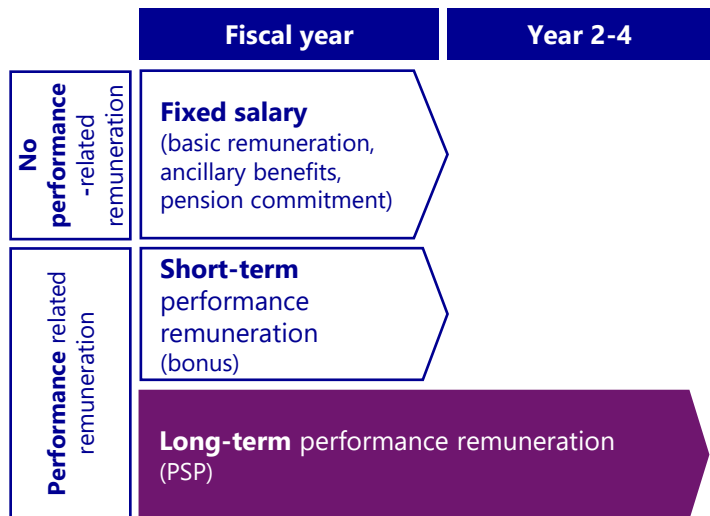 Fiscal year
Year 2-4
No
performance
-related
remuneration
Fixed salary
(basic remuneration,
ancillary benefits,
pension commitment)
Performance related
remuneration
Short-term
performance
remuneration
(bonus)
Long-term performance remuneration
(PSP)